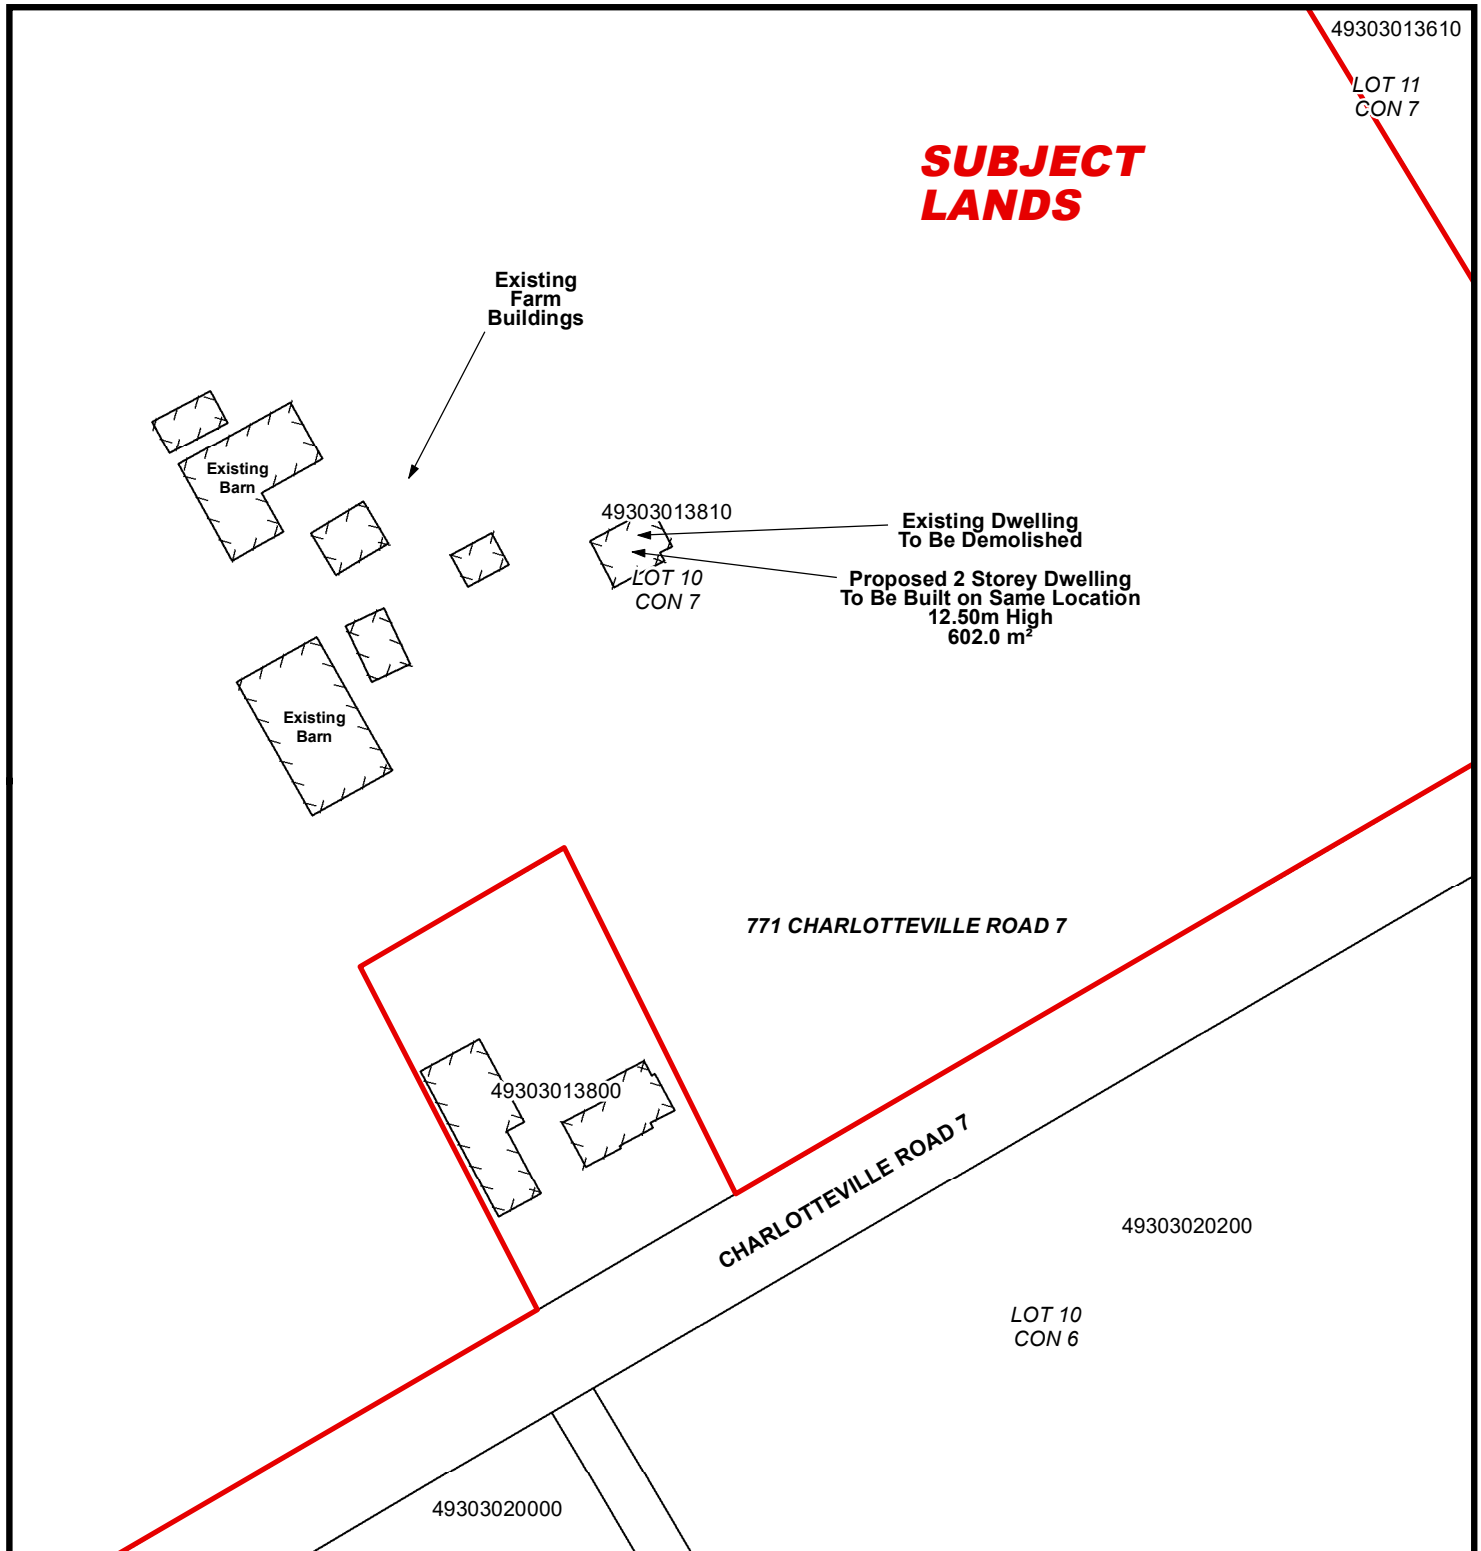 49303013610
LOT 11
CON 7
SUBJECT
LANDS
Existing
Farm
Buildings
Existing
Barn
49303013810
Existing Dwelling
To Be Demolished
LOT 10
CON 7
Proposed 2 Storey Dwelling
To Be Built on Same Location
12.50m High
602.0 m²
Existing
Barn
771 CHARLOTTEVILLE ROAD 7
49303013800
CHARLOTTEVILLE ROAD 7
49303020200
LOT 10
CON 6
49303020000